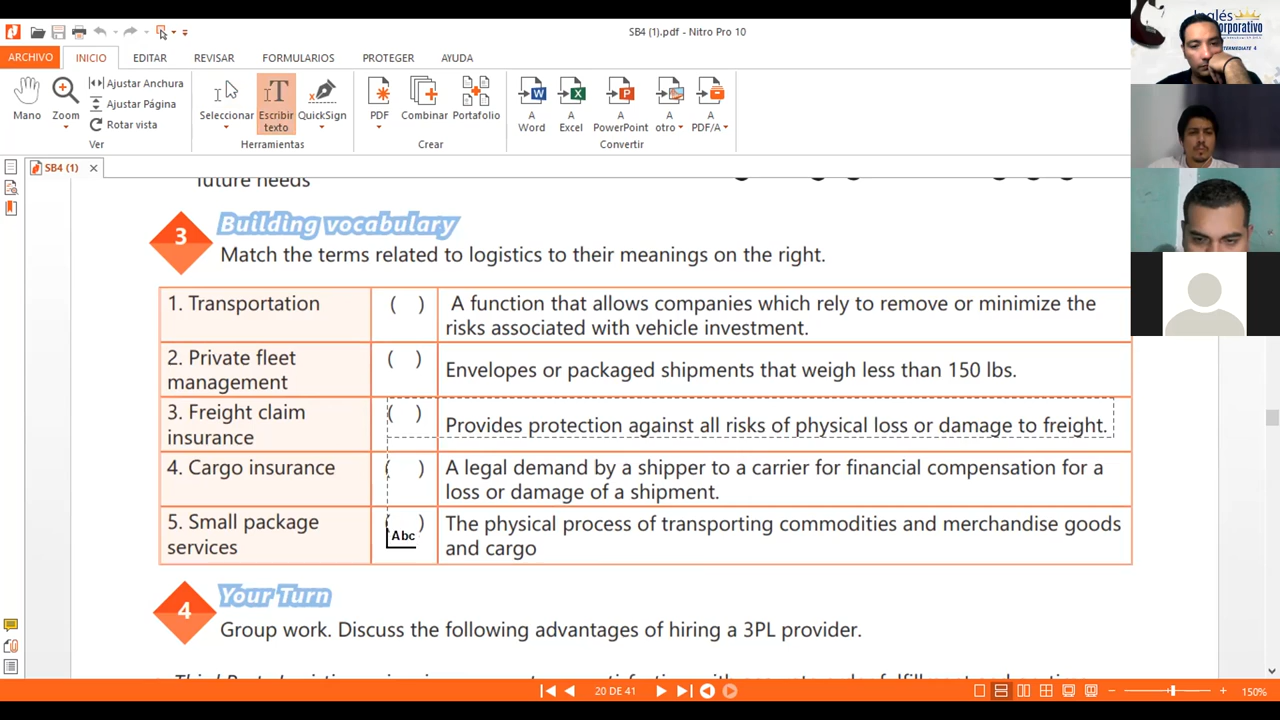 SB4 (1).pdf - Nitro Pro 10
Inglés
corporativo
INTERMEDIATE 4
ARCHIVO INICIO EDITAR REVISAR FORMULARIOS PROTEGER AYUDA
Mano
Zoom
Ajustar Anchura
Ajustar Página
Rotar vista
Ver
Seleccionar
Escribir texto
QuickSign
Herramientas
PDF
Combinar
Portafolio
Crear
A Word
A Excel
A PowerPoint
A otro
A PDF/A
Convertir
SB4 (1)
future needs
3 Building vocabulary
Match the terms related to logistics to their meanings on the right.
1. Transportation ( ) A function that allows companies which rely to remove or minimize the
risks associated with vehicle investment.
2. Private fleet
management ( ) Envelopes or packaged shipments that weigh less than 150 lbs.
3. Freight claim
insurance ( ) Provides protection against all risks of physical loss or damage to freight.
4. Cargo insurance ( ) A legal demand by a shipper to a carrier for financial compensation for a
loss or damage of a shipment.
5. Small package
services ( ) The physical process of transporting commodities and merchandise goods
and cargo
Abc
4 Your Turn
Group work. Discuss the following advantages of hiring a 3PL provider.
20 DE 41
150%